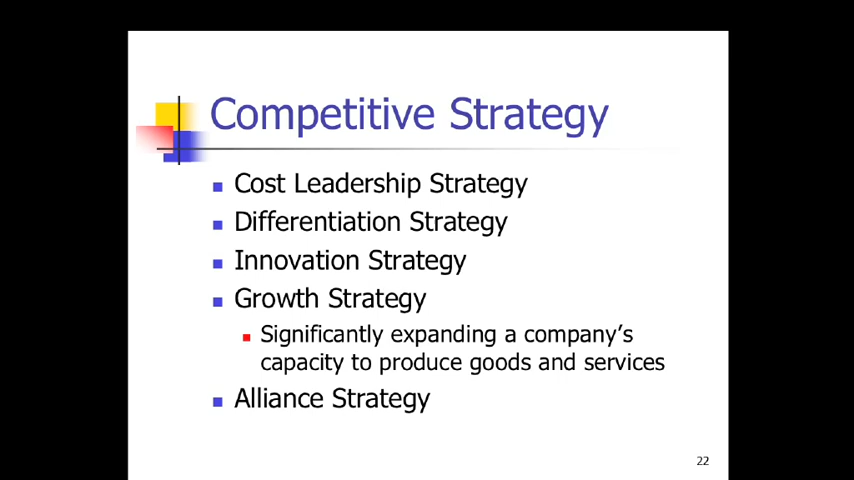 Competitive Strategy
Cost Leadership Strategy
Differentiation Strategy
Innovation Strategy
Growth Strategy
Significantly expanding a company's
capacity to produce goods and services
Alliance Strategy
22